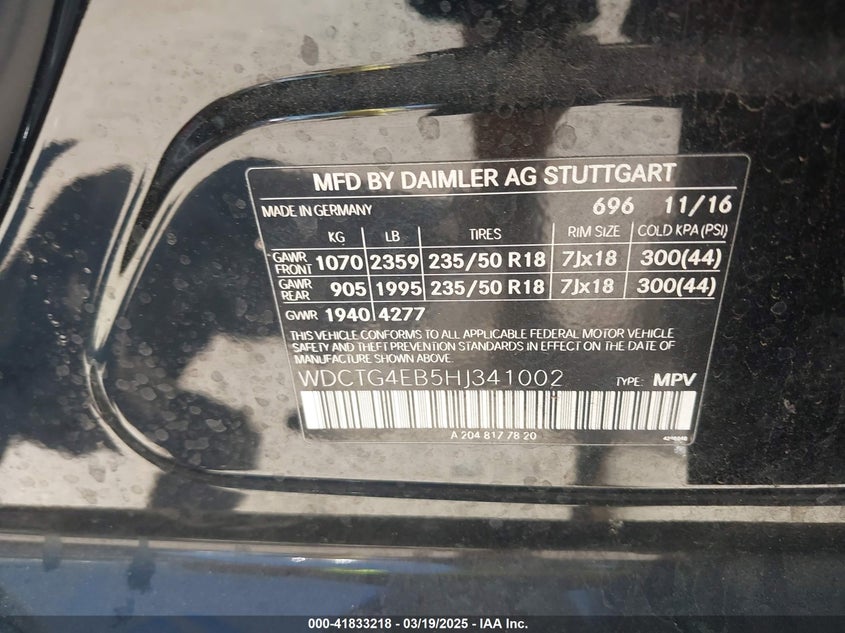 MFD BY DAIMLER AG STUTTGART
MADE IN GERMANY 696 11/16
KG LB TIRES RIM SIZE COLD KPA (PSI)
GAWR FRONT 1070 2359 235/50 R18 7Jx18 300(44)
GAWR REAR 905 1995 235/50 R18 7Jx18 300(44)
GVWR 1940 4277
THIS VEHICLE CONFORMS TO ALL APPLICABLE FEDERAL MOTOR VEHICLE
SAFETY AND THEFT PREVENTION STANDARDS IN EFFECT ON THE DATE OF
WDCTG4EB5HJ341002 TYPE: MPV
A 204 817 78 20
000-41833218 - 03/19/2025 - IAA Inc.